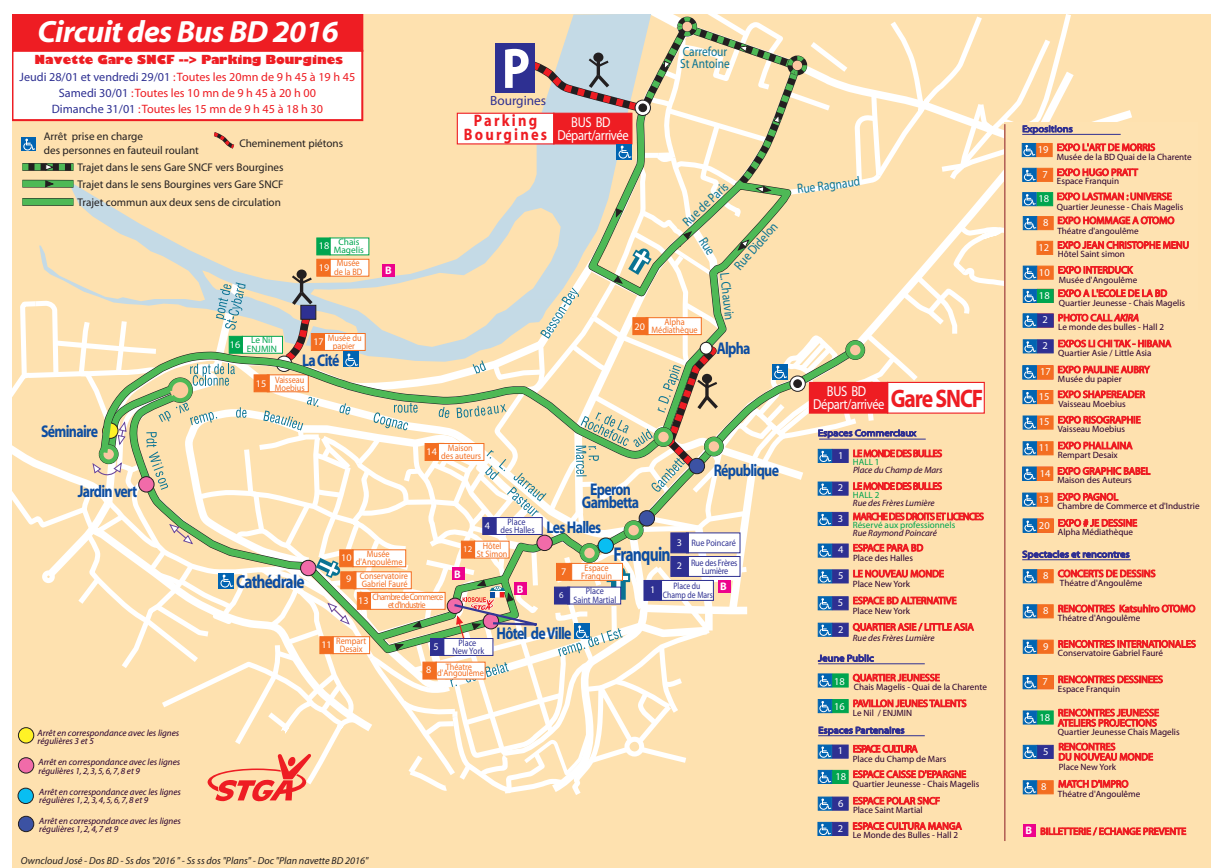 Circuit des Bus BD 2016
Navette Gare SNCF --> Parking Bourgines
Jeudi 28/01 et vendredi 29/01 : Toutes les 20mn de 9 h 45 à 19 h 45
Samedi 30/01 : Toutes les 10 mn de 9 h 45 à 20 h 00
Dimanche 31/01 : Toutes les 15 mn de 9 h 45 à 18 h 30
Arrêt prise en charge
des personnes en fauteuil roulant
Cheminement piétons
Trajet dans le sens Gare SNCF vers Bourgines
Trajet dans le sens Bourgines vers Gare SNCF
Trajet commun aux deux sens de circulation
P
Bourgines
Parking
Bourgines
BUS BD
Départ/arrivée
Carrefour
St Antoine
Rue Ragnaud
Rue de Paris
Rue
Rue Didelon
L. Chauvin
Besson-Bey
18 Chais
Magelis
19 Musée
de la BD
B
pont de
St-Cybard
16 Le Nil
ENJMIN
17 Musée du
papier
La Cité
15 Vaisseau
Moebius
20 Alpha
Médiathèque
Alpha
r. D. Papin
BUS BD
Départ/arrivée
Gare SNCF
rd pt de la
Colonne
av. du
Pdt Wilson
remp. de Beaulieu
av. de Cognac
route de Bordeaux
bd
r. de La
Rochefoucauld
r. P.
Marcel
Gambett
République
Séminaire
Jardin vert
14 Maison
des auteurs
r. L. Jarraud
bd Pasteur
Eperon
Gambetta
4 Place
des Halles
Les Halles
12 Hôtel
St Simon
Franquin
7 Espace
Franquin
6 Place
Saint Martial
3 Rue Poincaré
2 Rue des Frères
Lumière
1 Place du
Champ de Mars
B
10 Musée
d'Angoulême
9 Conservatoire
Gabriel Fauré
13 Chambre de Commerce
et d'Industrie
Cathédrale
B
B
KIOSQUE
STGA
Hôtel de Ville
11 Rempart
Desaix
5 Place
New York
8 Théatre
d'Angoulême
remp. de l'Est
Belat
Arrêt en correspondance avec les lignes
régulières 3 et 5
Arrêt en correspondance avec les lignes
régulières 1, 2, 3, 5, 6, 7, 8 et 9
Arrêt en correspondance avec les lignes
régulières 1, 2, 3, 4, 5, 6, 7, 8 et 9
Arrêt en correspondance avec les lignes
régulières 1, 2, 4, 7 et 9
STGA
Owncloud José - Dos BD - Ss dos "2016 " - Ss ss dos "Plans" - Doc "Plan navette BD 2016"
Espaces Commerciaux
1 LE MONDE DES BULLES
HALL 1
Place du Champ de Mars
2 LE MONDE DES BULLES
HALL 2
Rue des Frères Lumière
3 MARCHE DES DROITS ET LICENCES
Réservé aux professionnels
Rue Raymond Poincaré
4 ESPACE PARA BD
Place des Halles
5 LE NOUVEAU MONDE
Place New York
5 ESPACE BD ALTERNATIVE
Place New York
2 QUARTIER ASIE / LITTLE ASIA
Rue des Frères Lumière
Jeune Public
18 QUARTIER JEUNESSE
Chais Magelis - Quai de la Charente
16 PAVILLON JEUNES TALENTS
Le Nil / ENJMIN
Espaces Partenaires
1 ESPACE CULTURA
Place du Champ de Mars
18 ESPACE CAISSE D'EPARGNE
Quartier Jeunesse - Chais Magelis
6 ESPACE POLAR SNCF
Place Saint Martial
2 ESPACE CULTURA MANGA
Le Monde des Bulles - Hall 2
Expositions
19 EXPO L'ART DE MORRIS
Musée de la BD Quai de la Charente
7 EXPO HUGO PRATT
Espace Franquin
18 EXPO LASTMAN : UNIVERSE
Quartier Jeunesse - Chais Magelis
8 EXPO HOMMAGE A OTOMO
Théatre d'angoulême
12 EXPO JEAN CHRISTOPHE MENU
Hôtel Saint simon
10 EXPO INTERDUCK
Musée d'Angoulême
18 EXPO A L'ECOLE DE LA BD
Quartier Jeunesse - Chais Magelis
2 PHOTO CALL AKIRA
Le monde des bulles - Hall 2
2 EXPOS LI CHI TAK - HIBANA
Quartier Asie / Little Asia
17 EXPO PAULINE AUBRY
Musée du papier
15 EXPO SHAPEREADER
Vaisseau Moebius
15 EXPO RISOGRAPHIE
Vaisseau Moebius
11 EXPO PHALLAINA
Rempart Desaix
14 EXPO GRAPHIC BABEL
Maison des Auteurs
13 EXPO PAGNOL
Chambre de Commerce et d'Industrie
20 EXPO # JE DESSINE
Alpha Médiathèque
Spectacles et rencontres
8 CONCERTS DE DESSINS
Théatre d'Angoulême
8 RENCONTRES Katsuhiro OTOMO
Théatre d'Angoulême
9 RENCONTRES INTERNATIONALES
Conservatoire Gabriel Fauré
7 RENCONTRES DESSINEES
Espace Franquin
18 RENCONTRES JEUNESSE
ATELIERS PROJECTIONS
Quartier Jeunesse Chais Magelis
5 RENCONTRES
DU NOUVEAU MONDE
Place New York
8 MATCH D'IMPRO
Théatre d'Angoulême
B BILLETTERIE / ECHANGE PREVENTE